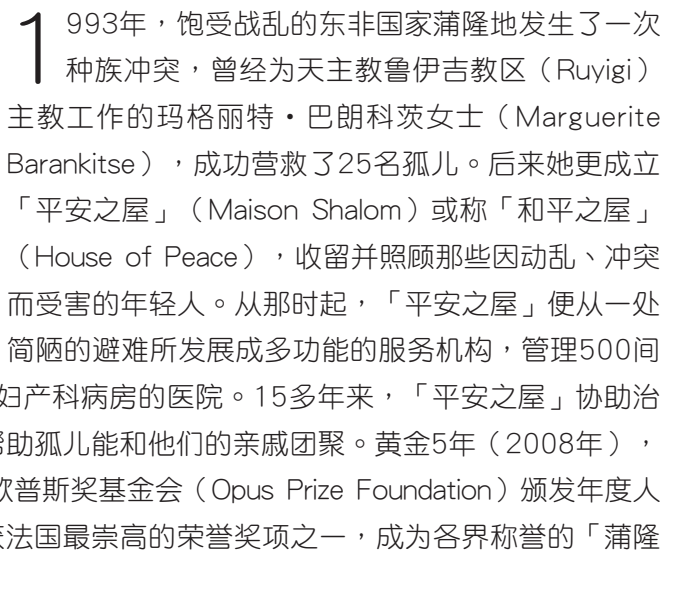 1993年，饱受战乱的东非国家蒲隆地发生了一次
种族冲突，曾经为天主教鲁伊吉教区（Ruyigi）
主教工作的玛格丽特・巴朗科茨女士（Marguerite
Barankitse），成功营救了25名孤儿。后来她更成立
「平安之屋」（Maison Shalom）或称「和平之屋」
（House of Peace），收留并照顾那些因动乱、冲突
而受害的年轻人。从那时起，「平安之屋」便从一处
简陋的避难所发展成多功能的服务机构，管理500间
妇产科病房的医院。15多年来，「平安之屋」协助治
助孤儿能和他们的亲戚团聚。黄金5年（2008年），
普斯奖基金会（Opus Prize Foundation）颁发年度人
法国最崇高的荣誉奖项之一，成为各界称誉的「蒲隆